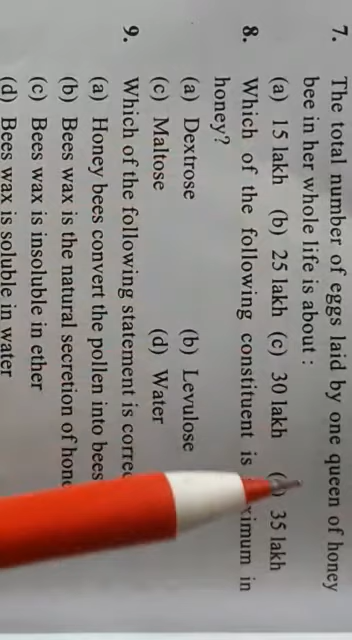 7. The total number of eggs laid by one queen of honey
bee in her whole life is about :
(a) 15 lakh (b) 25 lakh (c) 30 lakh 35 lakh
8. Which of the following constituent is in
honey?
(a) Dextrose (b) Levulose
(c) Maltose (d) Water
9. Which of the following statement is
(a) Honey bees convert the pollen into bees
(b) Bees wax is the natural secretion of
(c) Bees wax is insoluble in ether
(d) Bees wax is soluble in water